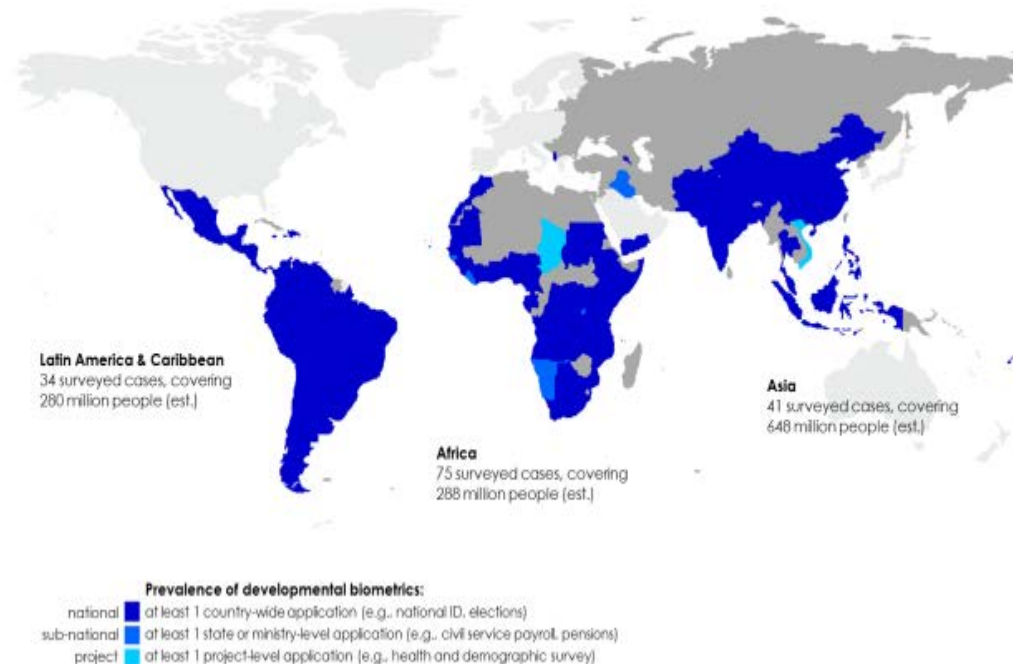 Latin America & Caribbean
34 surveyed cases, covering
280 million people (est.)
Africa
75 surveyed cases, covering
288 million people (est.)
Asia
41 surveyed cases, covering
648 million people (est.)
Prevalence of developmental biometrics:
national at least 1 country-wide application (e.g., national ID, elections)
sub-national at least 1 state or ministry-level application (e.g., civil service payroll, pensions)
project at least 1 project-level application (e.g., health and demographic survey)